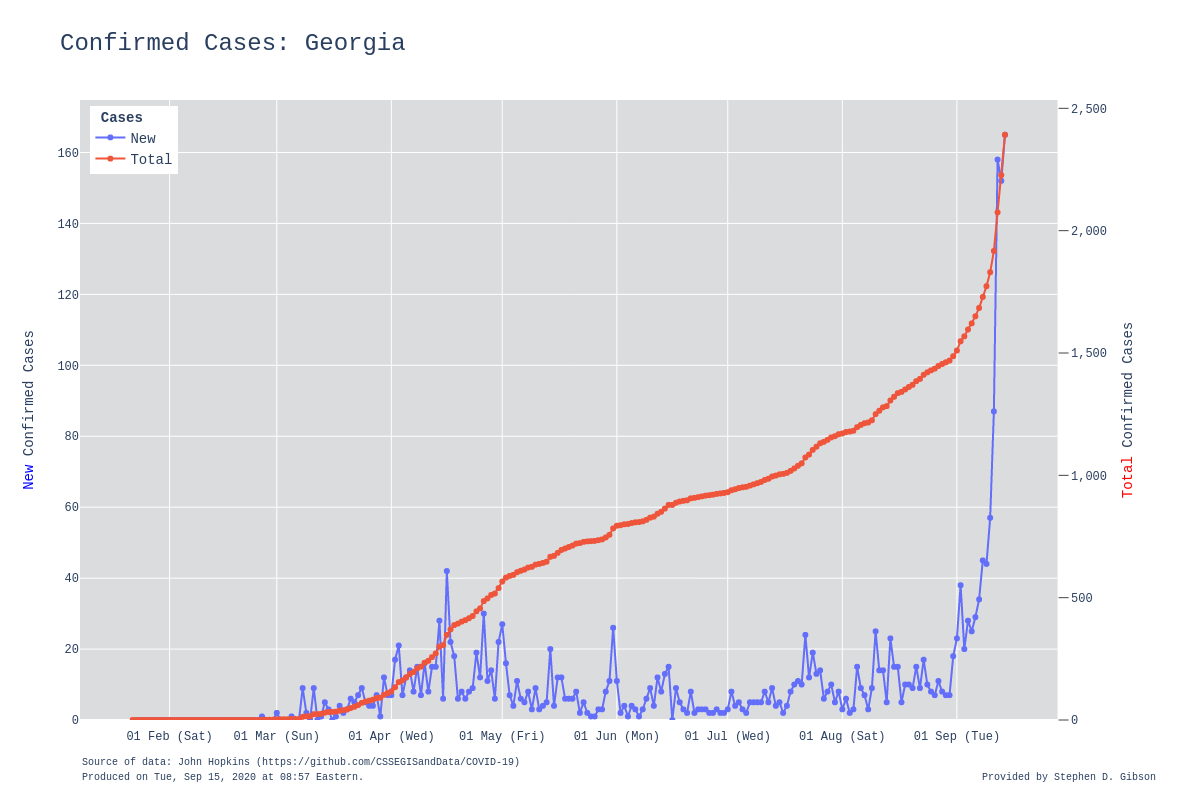 Confirmed Cases: Georgia
Cases
New
Total
160
140
120
100
80
60
40
20
0
New Confirmed Cases
2,500
2,000
1,500
1,000
500
0
Total Confirmed Cases
01 Feb (Sat)
01 Mar (Sun)
01 Apr (Wed)
01 May (Fri)
01 Jun (Mon)
01 Jul (Wed)
01 Aug (Sat)
01 Sep (Tue)
Source of data: John Hopkins (https://github.com/CSSEGISandData/COVID-19)
Produced on Tue, Sep 15, 2020 at 08:57 Eastern.
Provided by Stephen D. Gibson